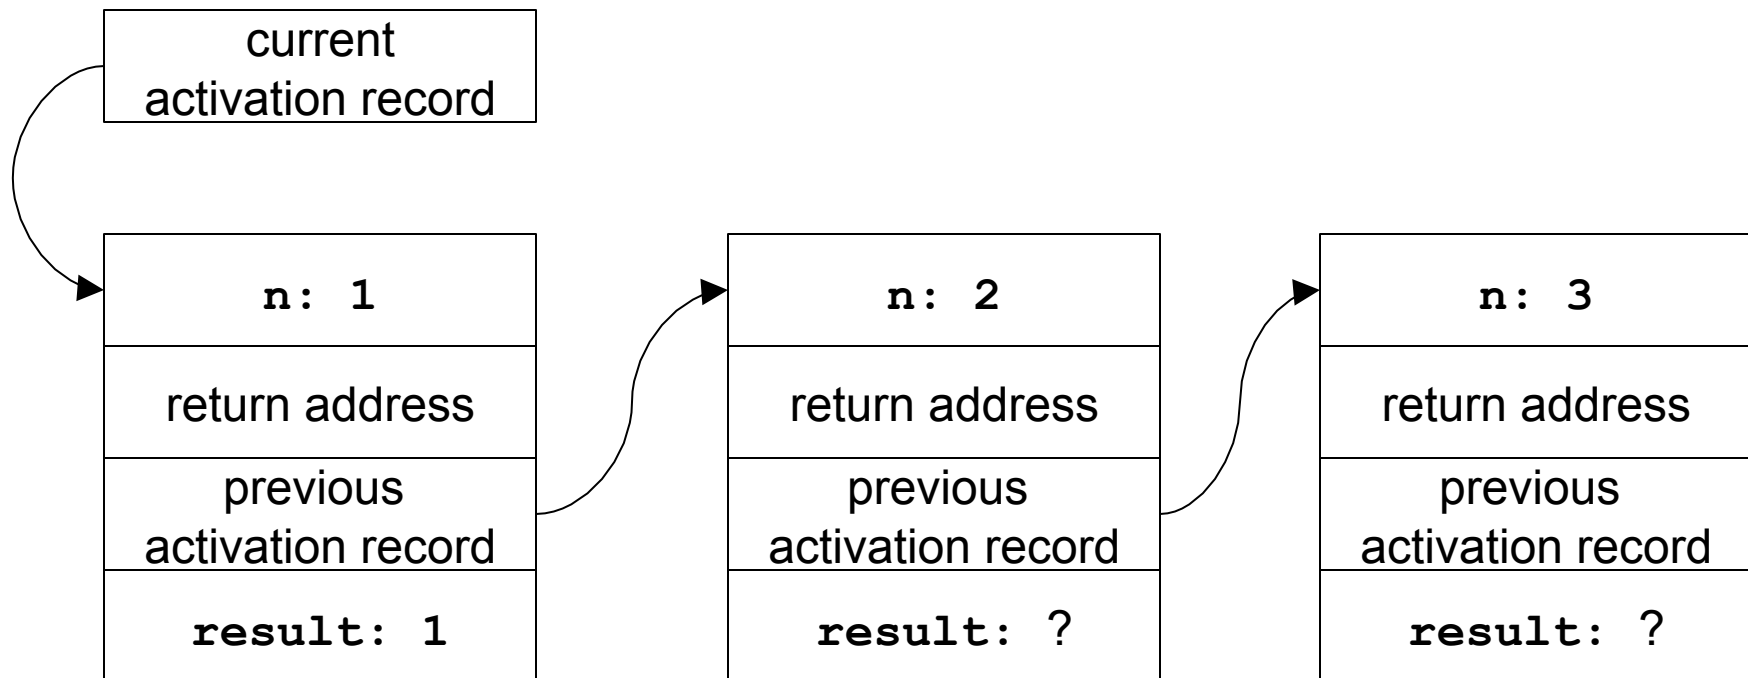 current
activation record
n: 1
return address
previous
activation record
result: 1
n: 2
return address
previous
activation record
result: ?
n: 3
return address
previous
activation record
result: ?